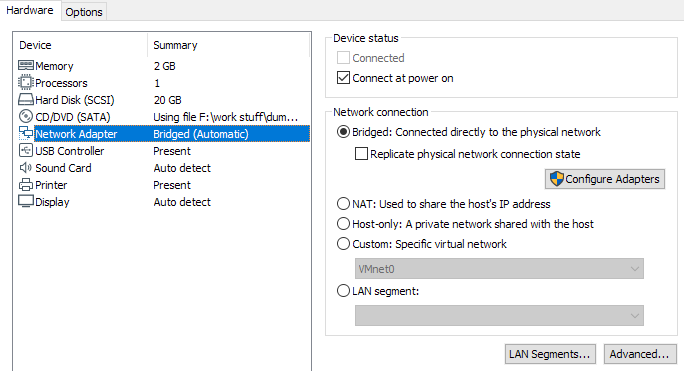 Hardware
Options
Device Summary
Memory 2 GB
Processors 1
Hard Disk (SCSI) 20 GB
CD/DVD (SATA) Using file F:\work stuff\dum...
Network Adapter Bridged (Automatic)
USB Controller Present
Sound Card Auto detect
Printer Present
Display Auto detect
Device status
Connected
Connect at power on
Network connection
Bridged: Connected directly to the physical network
Replicate physical network connection state
Configure Adapters
NAT: Used to share the host's IP address
Host-only: A private network shared with the host
Custom: Specific virtual network
VMnet0
LAN segment:
LAN Segments... Advanced...